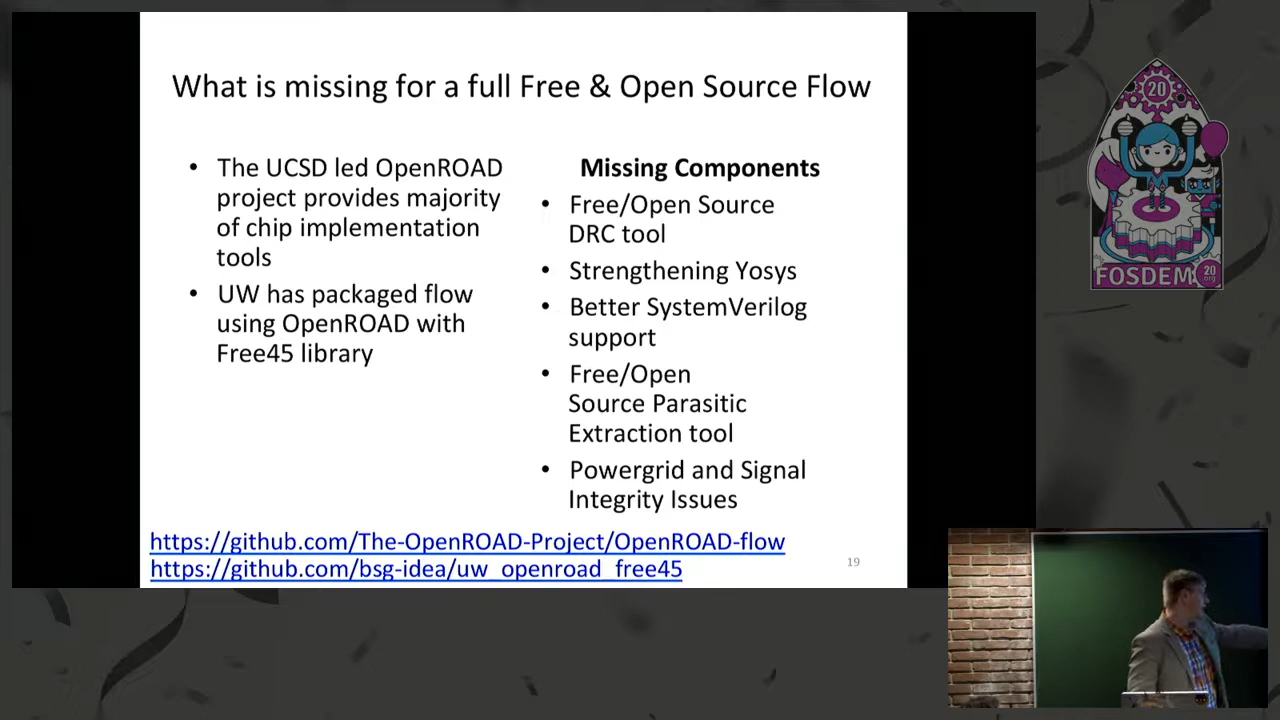 What is missing for a full Free & Open Source Flow
• The UCSD led OpenROAD
project provides majority
of chip implementation
tools
• UW has packaged flow
using OpenROAD with
Free45 library
Missing Components
• Free/Open Source
DRC tool
• Strengthening Yosys
• Better SystemVerilog
support
• Free/Open
Source Parasitic
Extraction tool
• Powergrid and Signal
Integrity Issues
https://github.com/The-OpenROAD-Project/OpenROAD-flow
https://github.com/bsg-idea/uw_openroad_free45
19
20
FOSDEM
20
.org